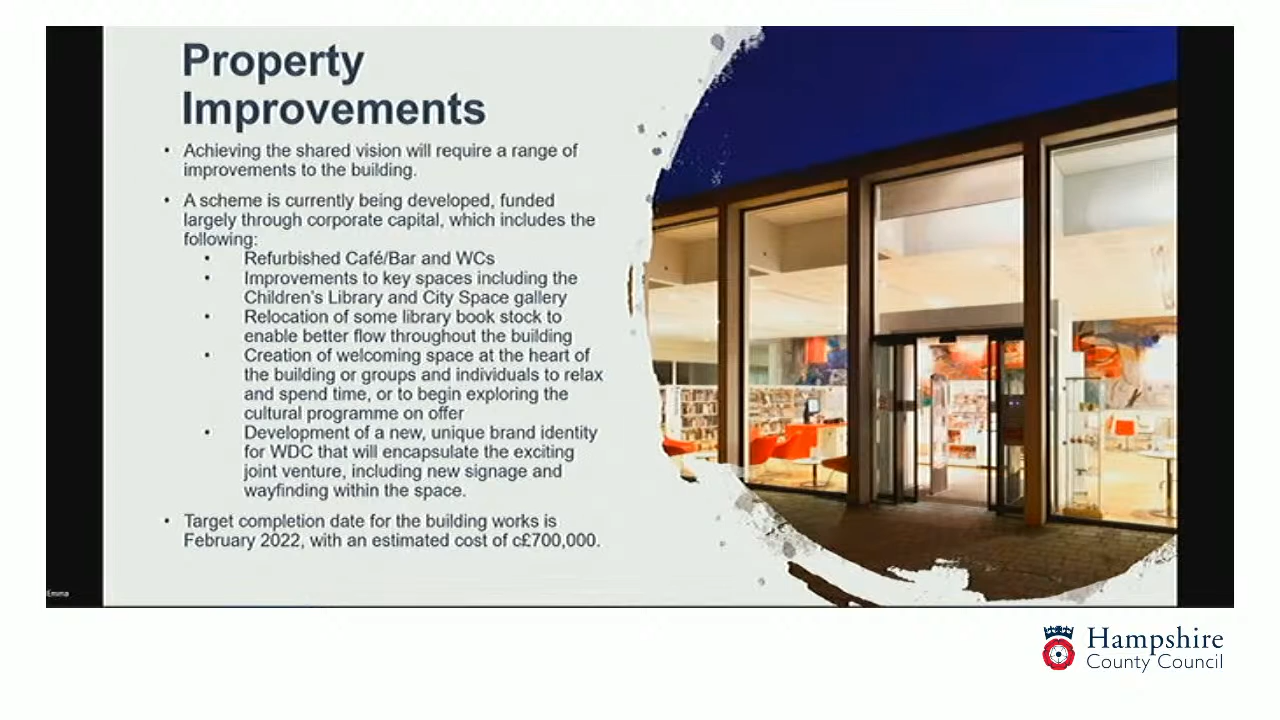 Property
Improvements
• Achieving the shared vision will require a range of
improvements to the building.
• A scheme is currently being developed, funded
largely through corporate capital, which includes the
following:
• Refurbished Café/Bar and WCs
• Improvements to key spaces including the
Children's Library and City Space gallery
• Relocation of some library book stock to
enable better flow throughout the building
• Creation of welcoming space at the heart of
the building or groups and individuals to relax
and spend time, or to begin exploring the
cultural programme on offer
• Development of a new, unique brand identity
for WDC that will encapsulate the exciting
joint venture, including new signage and
wayfinding within the space.
• Target completion date for the building works is
February 2022, with an estimated cost of c£700,000.
Emma
Hampshire
County Council